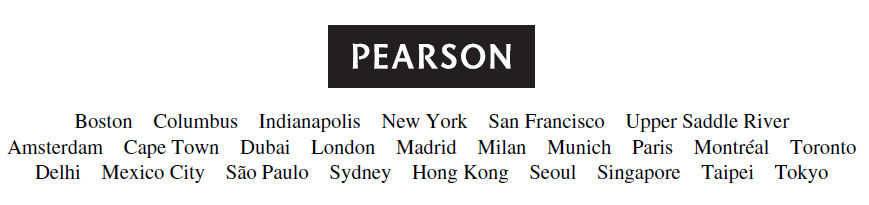 PEARSON
Boston Columbus Indianapolis New York San Francisco Upper Saddle River
Amsterdam Cape Town Dubai London Madrid Milan Munich Paris Montréal Toronto
Delhi Mexico City São Paulo Sydney Hong Kong Seoul Singapore Taipei Tokyo